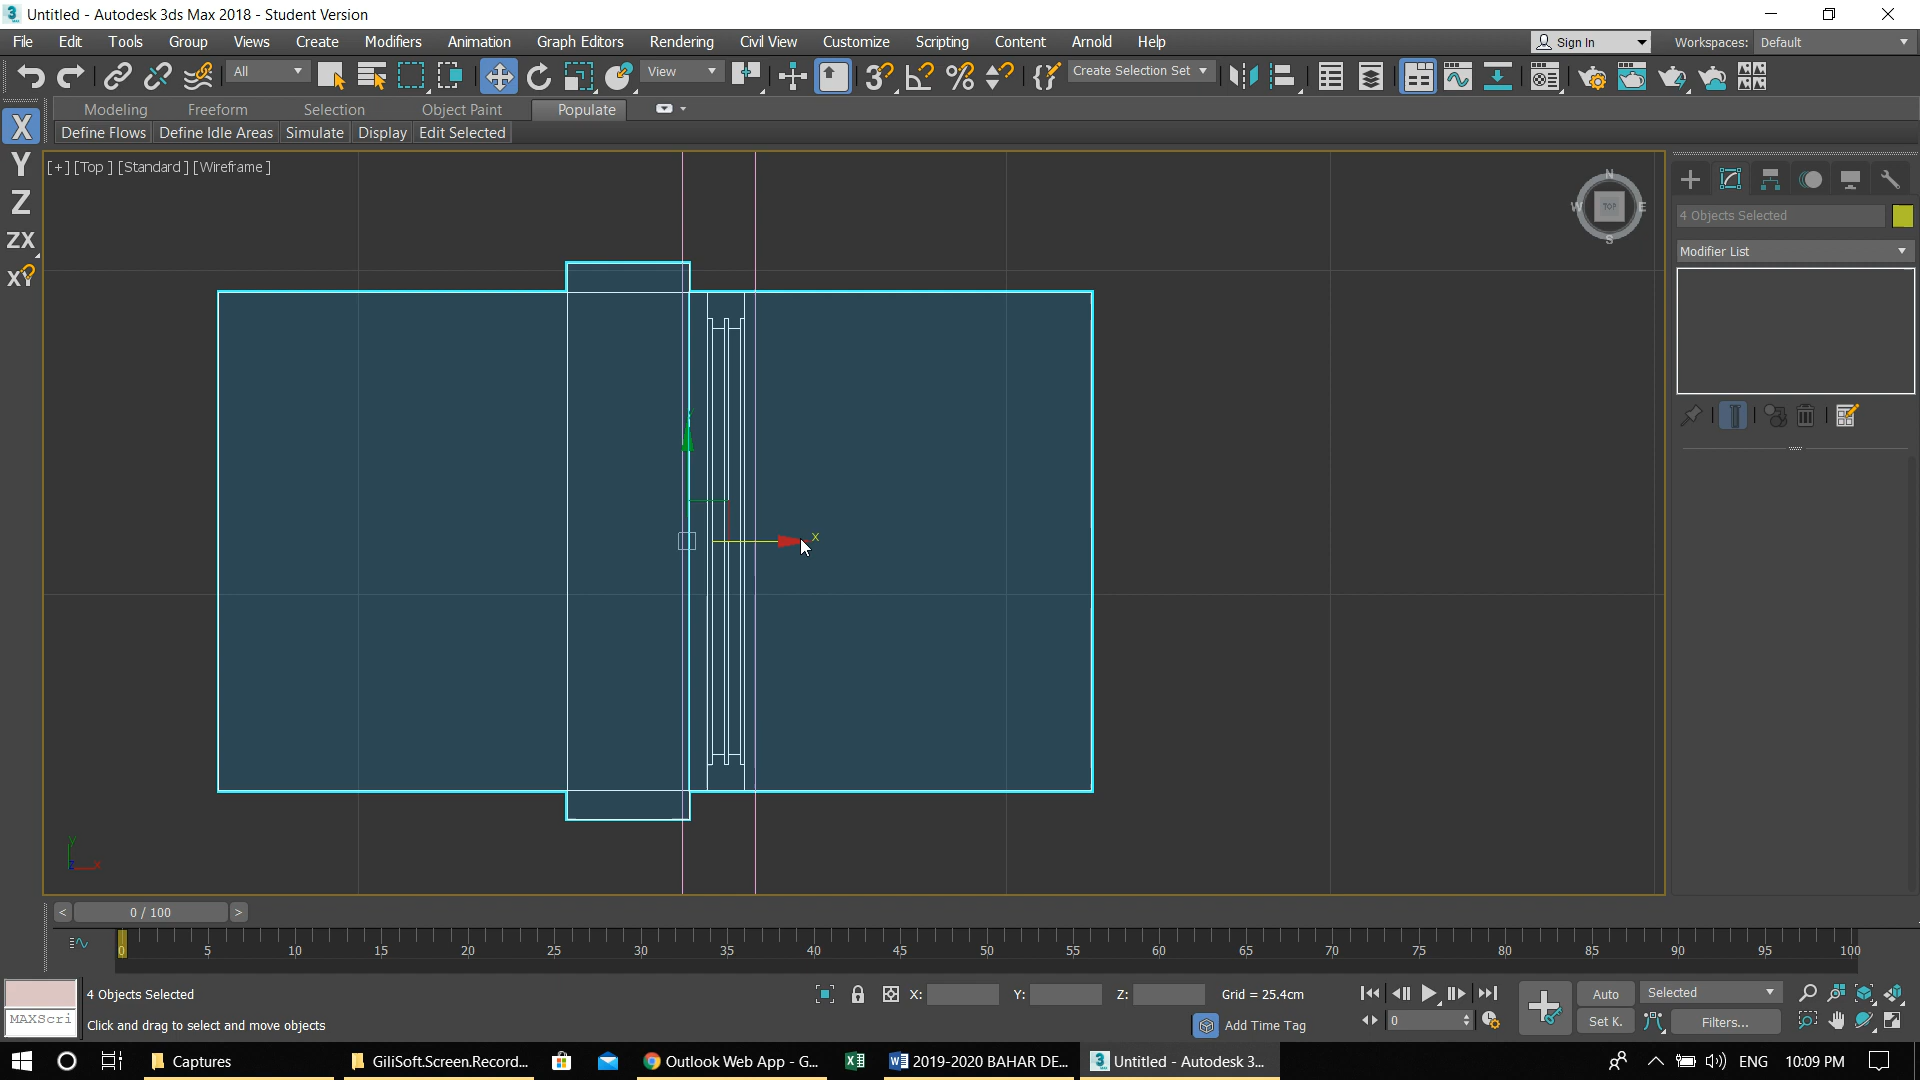 Untitled - Autodesk 3ds Max 2018 - Student Version
File Edit Tools Group Views Create Modifiers Animation Graph Editors Rendering Civil View Customize Scripting Content Arnold Help
Sign In
Workspaces: Default
All
View
Create Selection Set
Modeling Freeform Selection Object Paint Populate
Define Flows Define Idle Areas Simulate Display Edit Selected
X
Y
Z
ZX
XY
[+] [Top ] [Standard ] [Wireframe ]
N
W TOP E
S
4 Objects Selected
Modifier List
x
y
z x
< 0 / 100 >
0 5 10 15 20 25 30 35 40 45 50 55 60 65 70 75 80 85 90 95 100
4 Objects Selected
X: Y: Z: Grid = 25.4cm
Auto Selected
MAXScri
Click and drag to select and move objects
Add Time Tag
0
Set K. Filters...
Captures
GiliSoft.Screen.Record...
Outlook Web App - G...
2019-2020 BAHAR DE...
Untitled - Autodesk 3...
ENG 10:09 PM